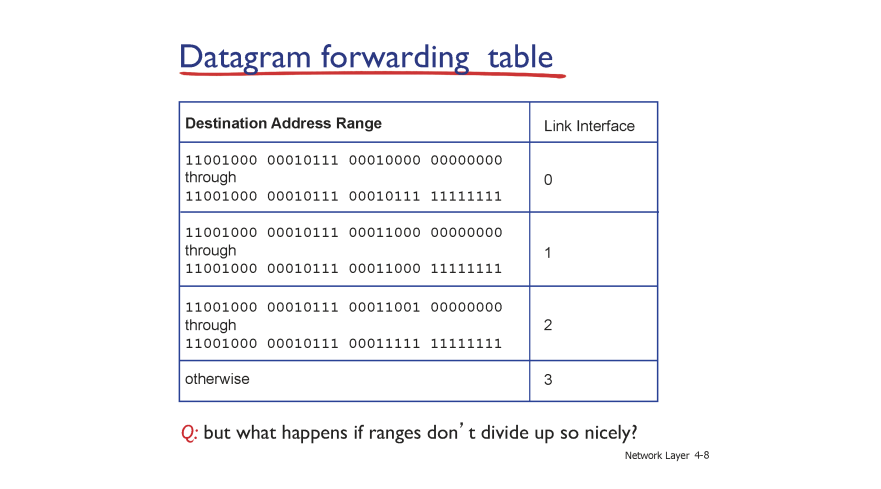 Datagram forwarding table
Destination Address Range
Link Interface
11001000 00010111 00010000 00000000
through
11001000 00010111 00010111 11111111
0
11001000 00010111 00011000 00000000
through
11001000 00010111 00011000 11111111
1
11001000 00010111 00011001 00000000
through
11001000 00010111 00011111 11111111
2
otherwise
3
Q: but what happens if ranges don’t divide up so nicely?
Network Layer 4-8